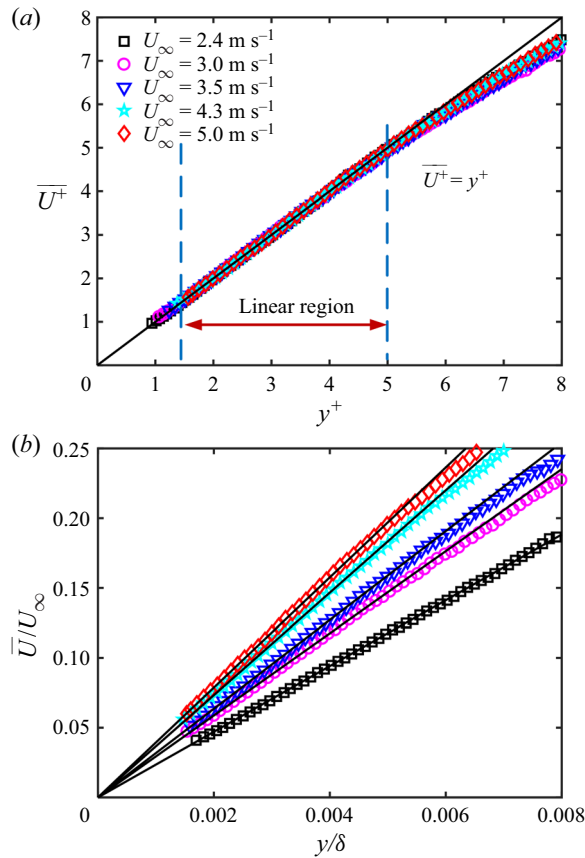 (a)
8
7
6
5
4
3
2
1
0
U⁺
U∞ = 2.4 m s⁻¹
U∞ = 3.0 m s⁻¹
U∞ = 3.5 m s⁻¹
U∞ = 4.3 m s⁻¹
U∞ = 5.0 m s⁻¹
U⁺ = y⁺
Linear region
1 2 3 4 5 6 7 8
y⁺
(b)
0.25
0.20
0.15
0.10
0.05
0
U/U∞
0.002 0.004 0.006 0.008
y/δ